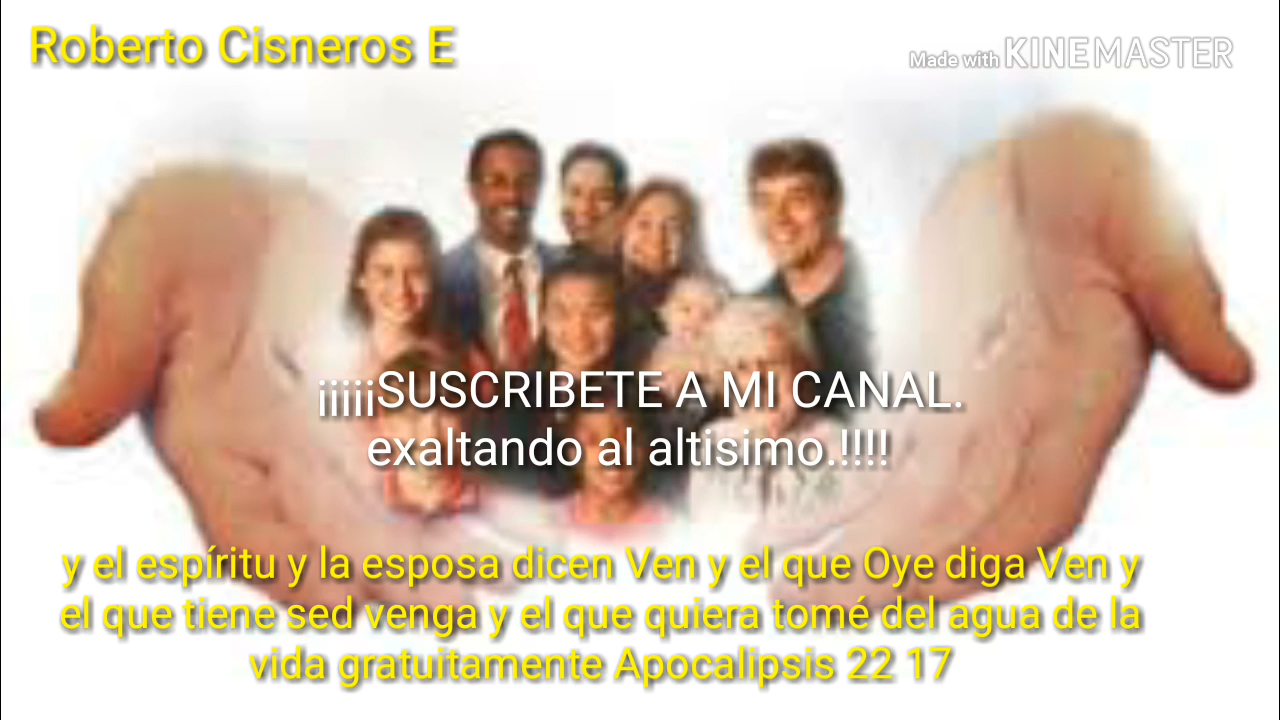 Roberto Cisneros E
Made with KINEMASTER
¡¡¡¡¡SUSCRIBETE A MI CANAL.
exaltando al altisimo.!!!!
y el espíritu y la esposa dicen Ven y el que Oye diga Ven y
el que tiene sed venga y el que quiera tomé del agua de la
vida gratuitamente Apocalipsis 22 17